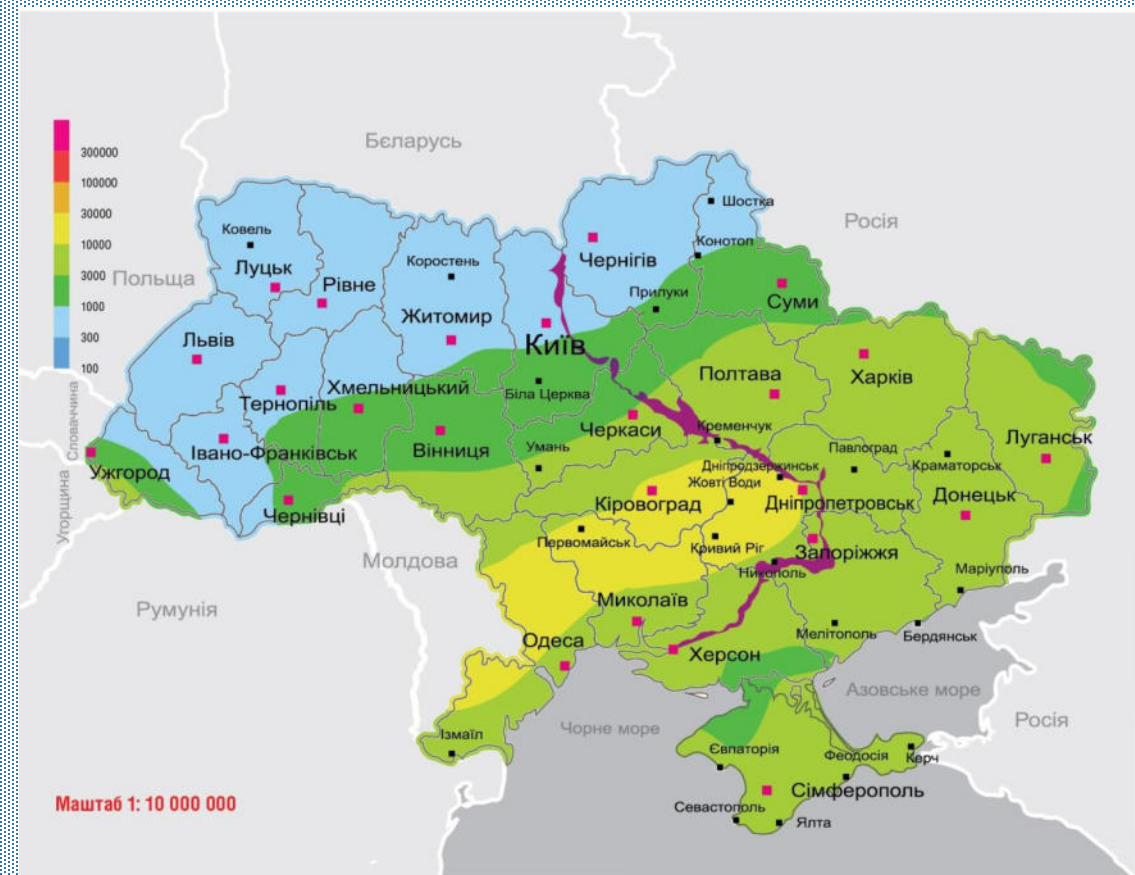 Бєларусь
300000
100000
30000
10000
3000
1000
300
100
Шостка
Росія
Ковель
Конотоп
Луцьк
Коростень
Чернігів
Польща
Рівне
Прилуки
Суми
Житомир
Львів
Київ
Хмельницький
Полтава
Харків
Тернопіль
Біла Церква
Словаччина
Івано-Франківськ
Вінниця
Черкаси
Кременчук
Луганськ
Ужгород
Умань
Павлоград
Краматорськ
Дніпродзержинськ
Жовті Води
Угорщина
Чернівці
Кіровоград
Дніпропетровськ
Донецьк
Первомайськ
Кривий Ріг
Запоріжжя
Молдова
Никополь
Маріуполь
Румунія
Миколаїв
Мелітополь
Бердянськ
Одеса
Херсон
Азовське море
Чорне море
Росія
Ізмаїл
Євпаторія
Феодосія
Керч
Сімферополь
Маштаб 1: 10 000 000
Севастополь
Ялта